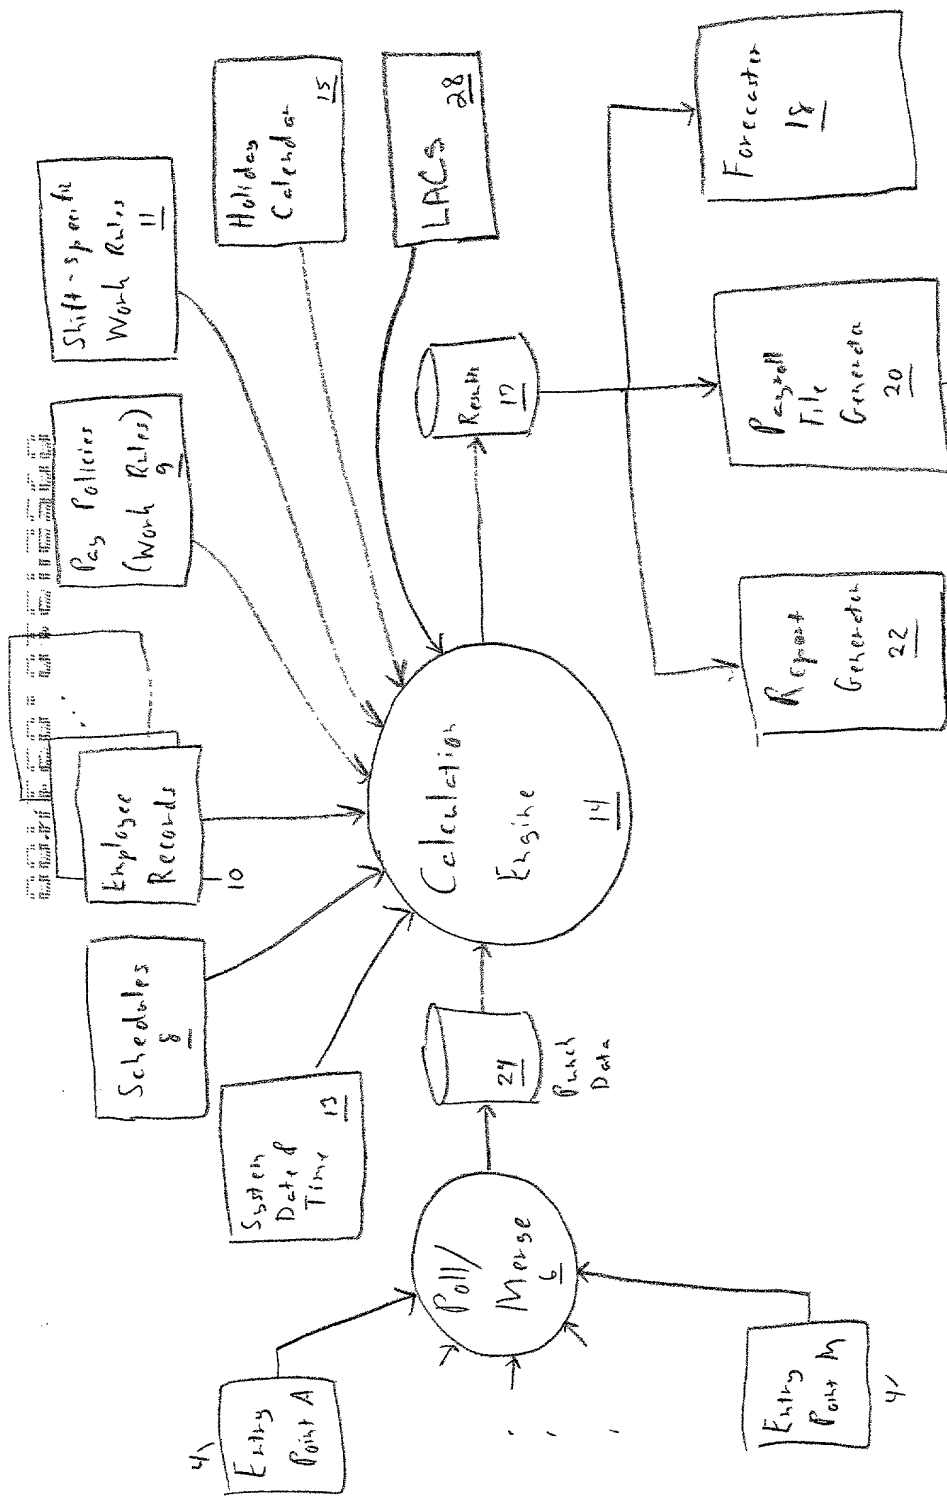 Shift-Specific
Work Rules
11
Holiday
Calendar
15
LACs
28
Pay Policies
(Work Rules)
9
Employee
Records
10
Schedules
8
System
Date &
Time
13
Calculation
Engine
14
Results
17
24
Punch
Data
Poll/
Merge
6
4
Entry
Point A
Entry
Point M
4
Report
Generator
22
Payroll
File
Generator
20
Forecaster
18